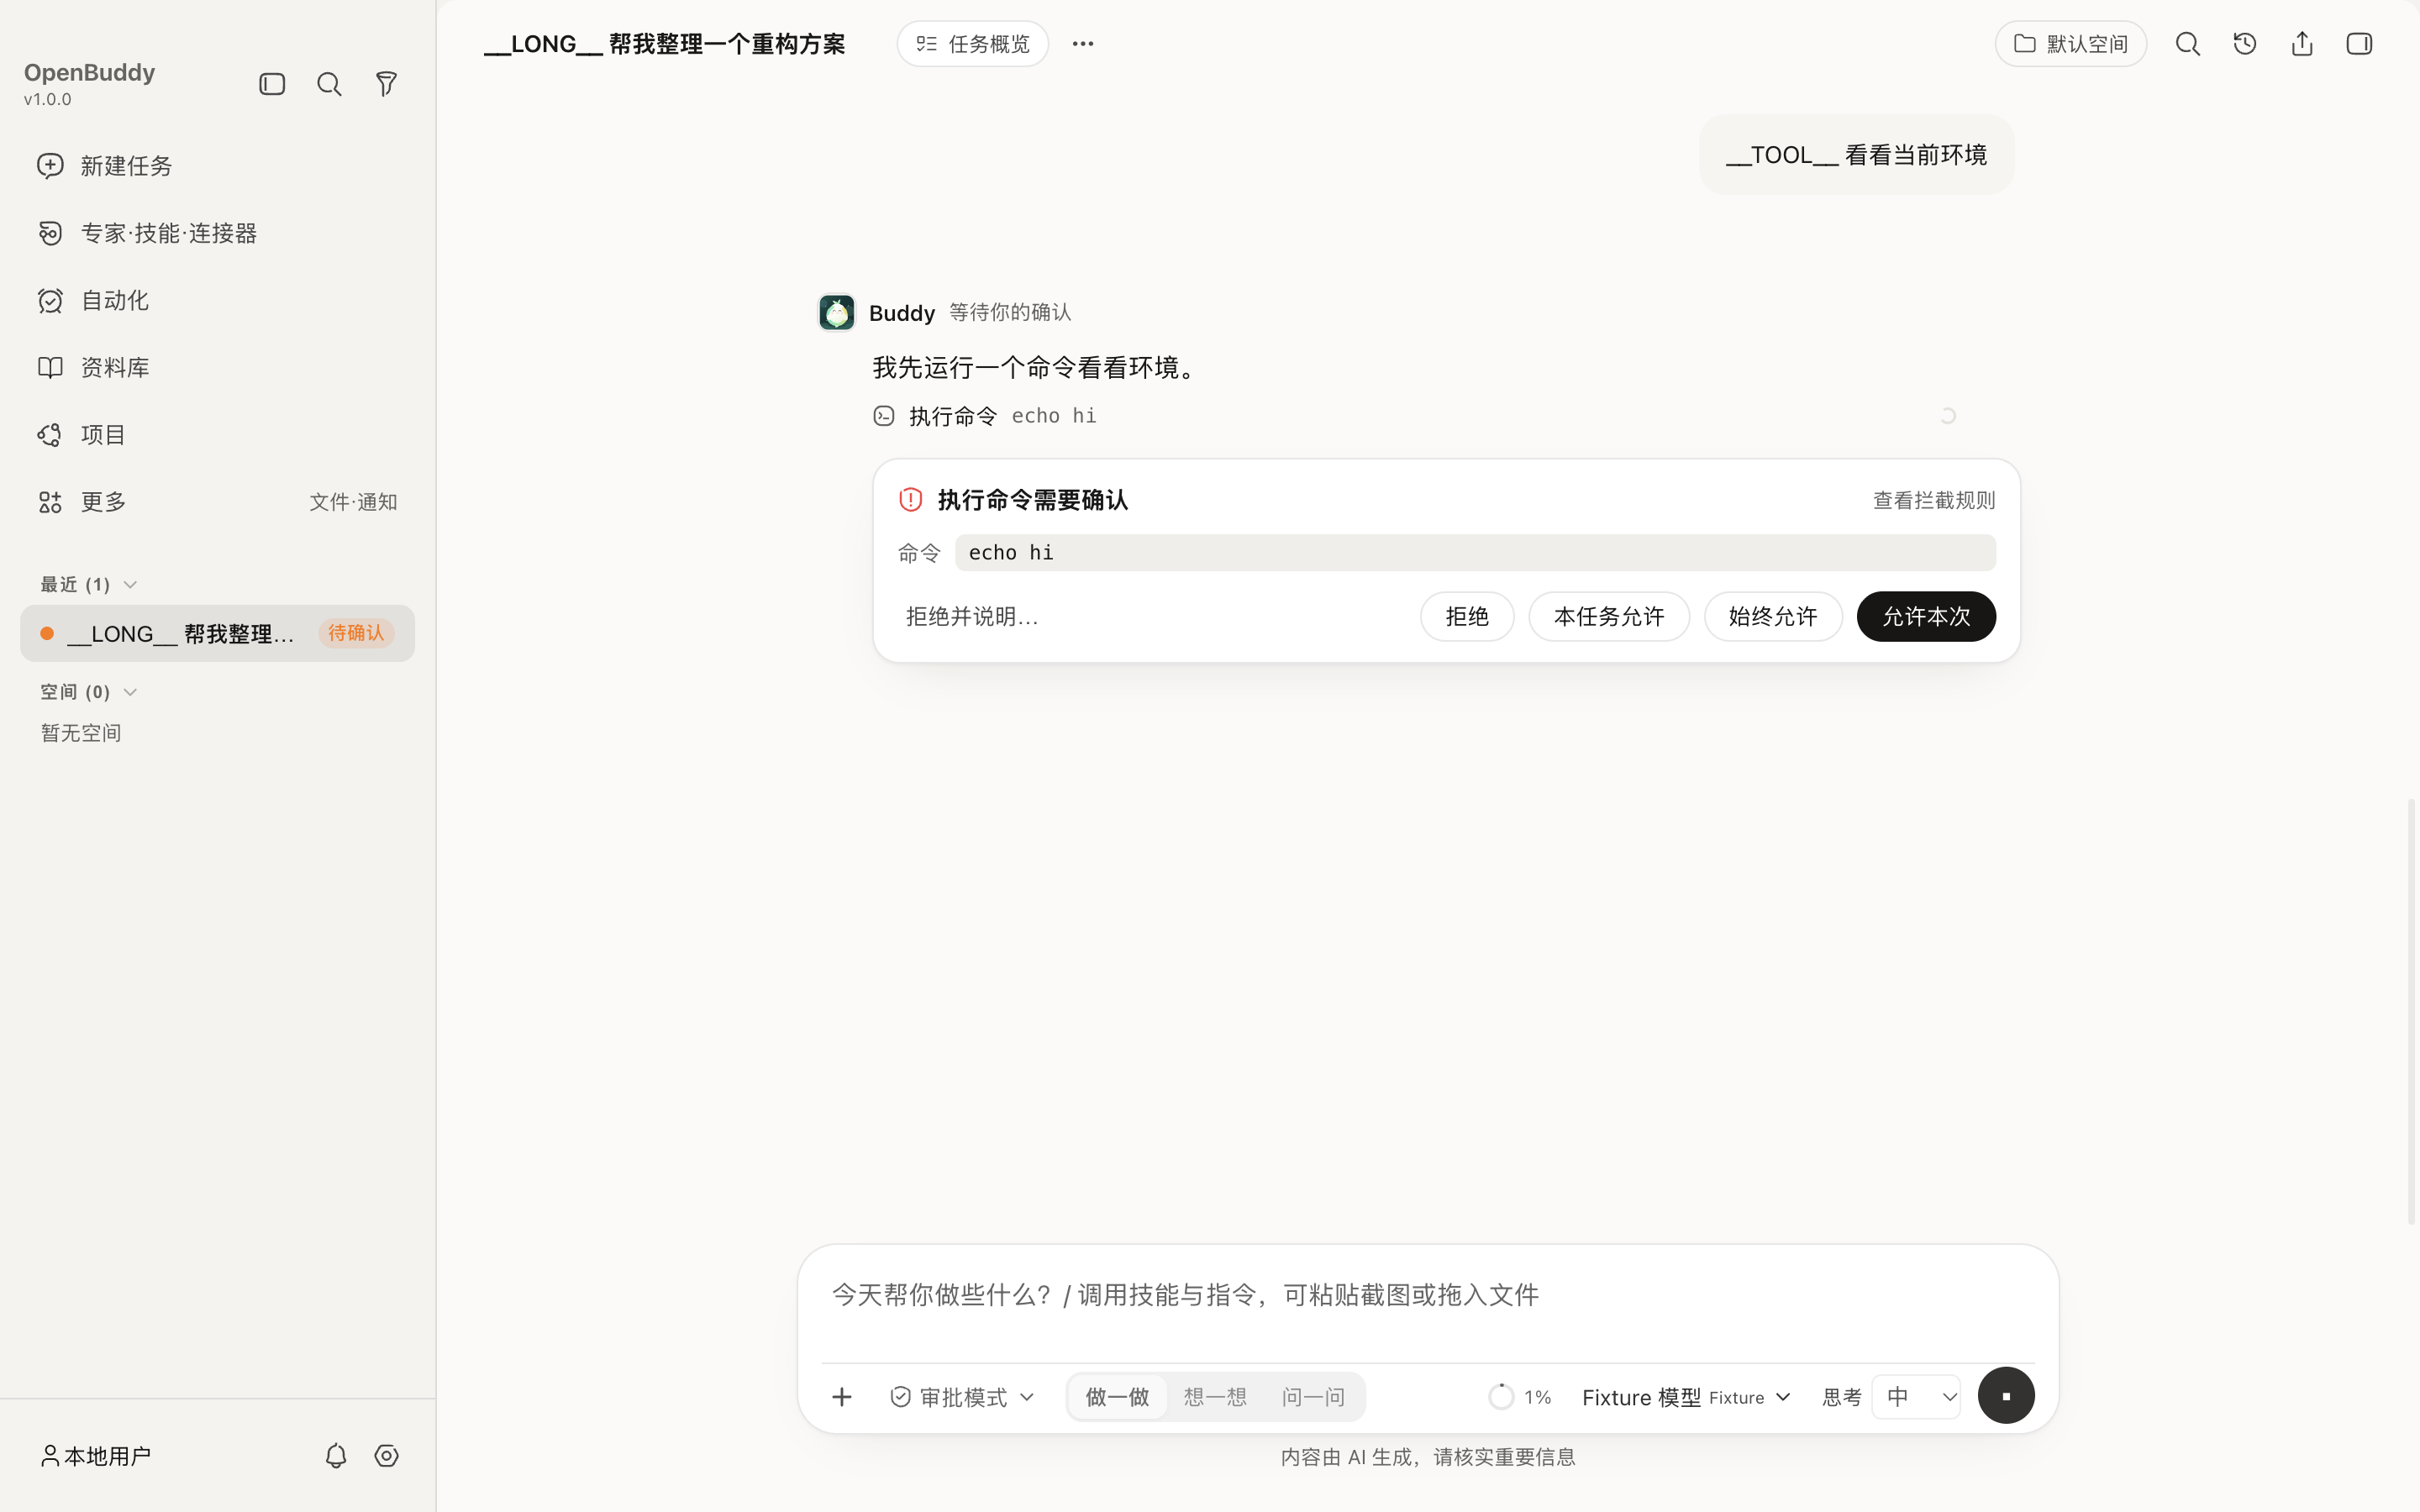 OpenBuddy
v1.0.0
新建任务
专家·技能·连接器
自动化
资料库
项目
更多 文件·通知
最近 (1)
__LONG__ 帮我整理... 待确认
空间 (0)
暂无空间
本地用户
__LONG__ 帮我整理一个重构方案 任务概览 默认空间
__TOOL__ 看看当前环境
Buddy 等待你的确认
我先运行一个命令看看环境。
执行命令 echo hi
执行命令需要确认 查看拦截规则
命令 echo hi
拒绝并说明... 拒绝 本任务允许 始终允许 允许本次
今天帮你做些什么？/ 调用技能与指令，可粘贴截图或拖入文件
审批模式 做一做 想一想 问一问 1% Fixture 模型 Fixture 思考 中
内容由 AI 生成，请核实重要信息